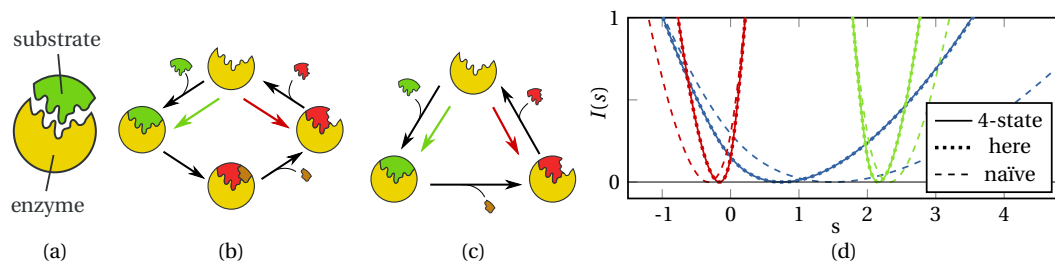 substrate
enzyme
(a)
(b)
(c)
I(s)
1
0
-1
0
1
2
3
4
s
4-state
here
naïve
(d)